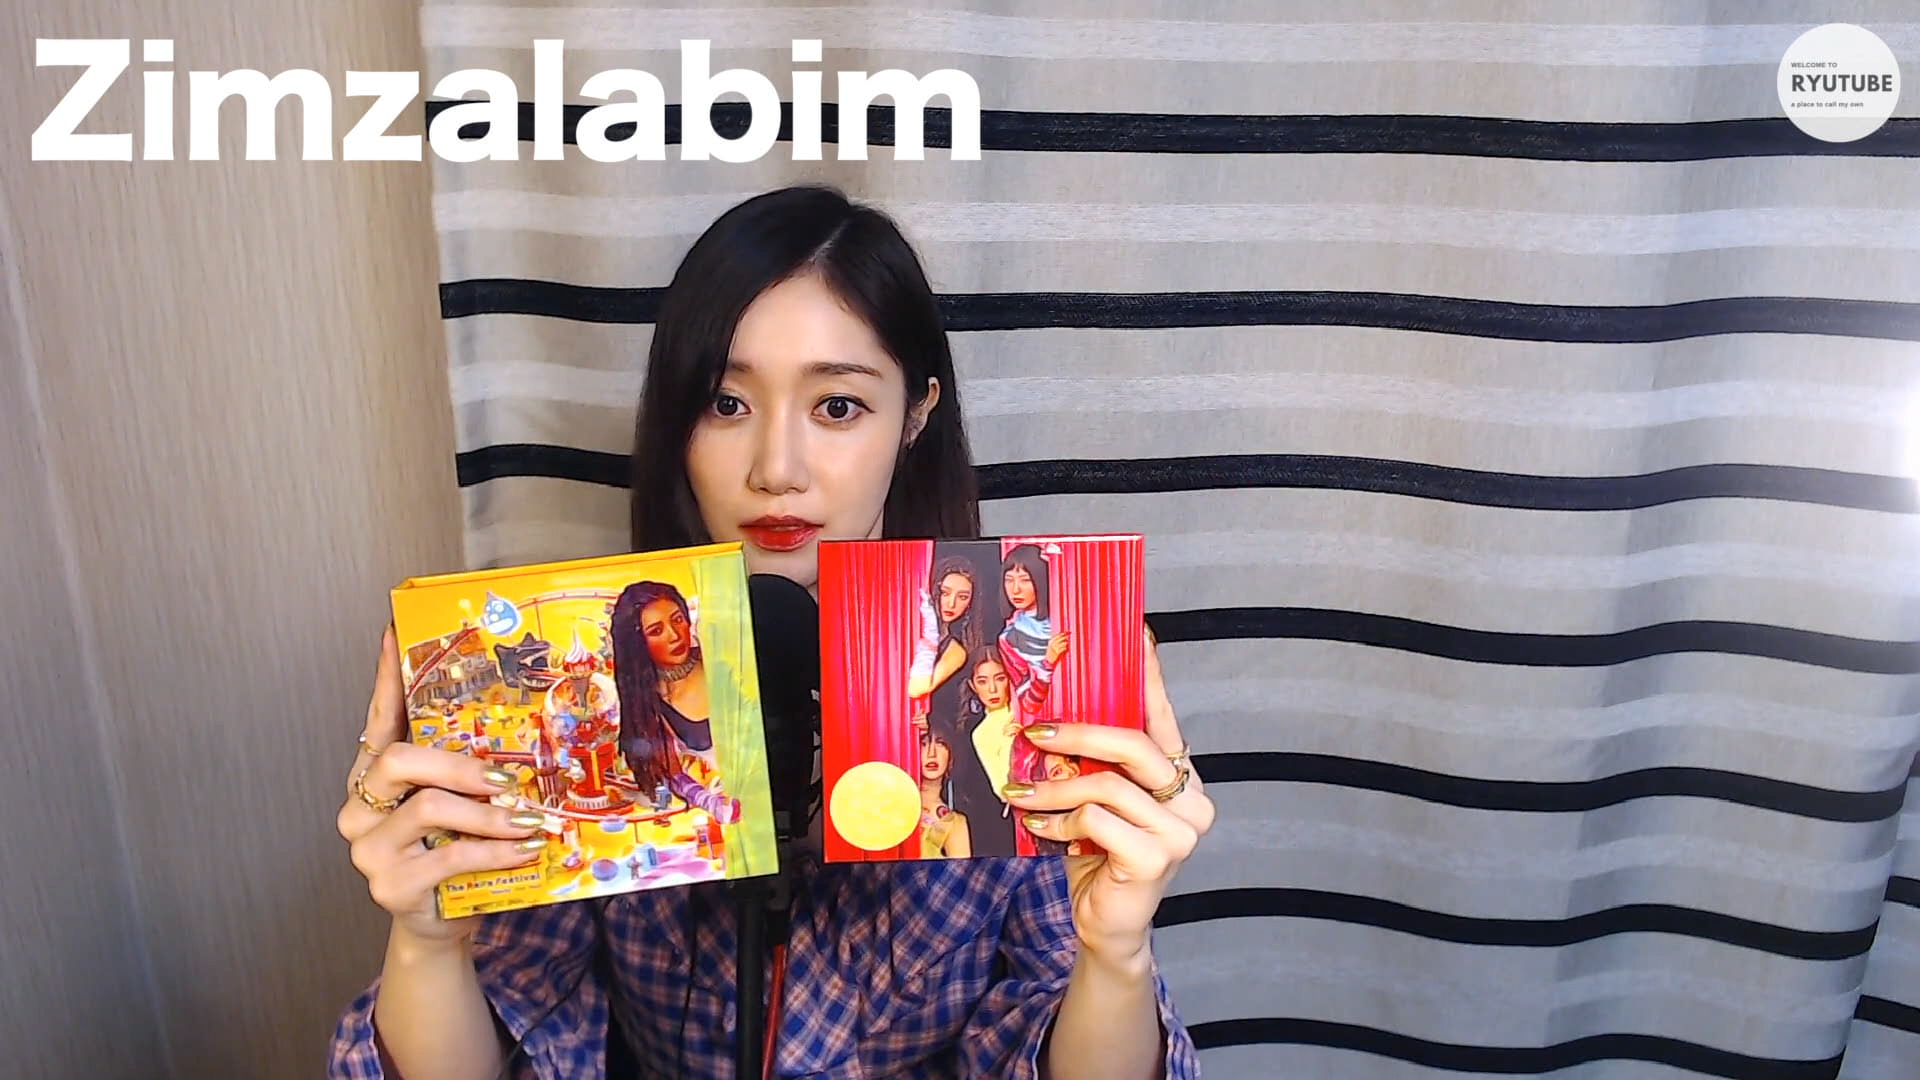 Zimzalabim
WELCOME TO
RYUTUBE
a place to call my own
The ReVe Festival